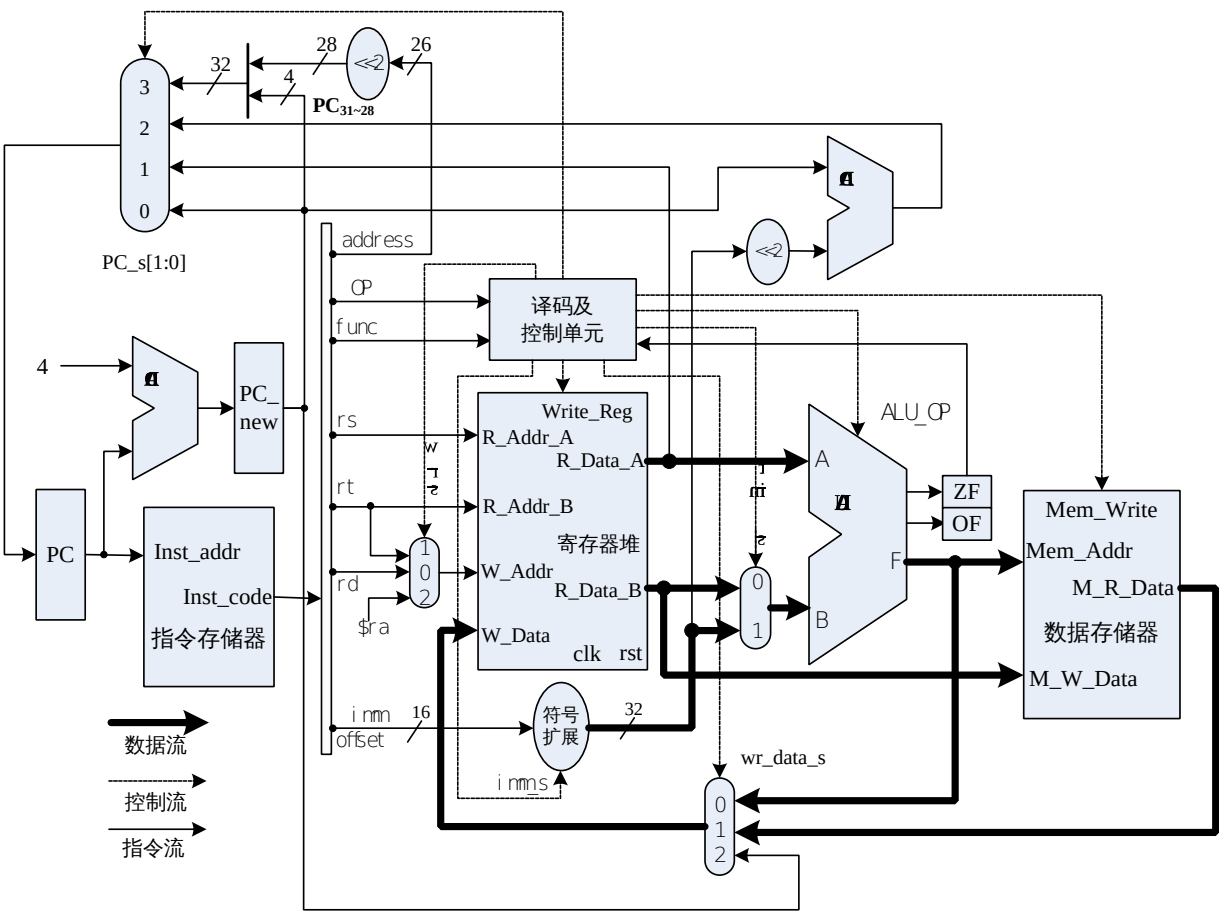 28
26
32
<<2
3
4
PC31~28
2
1
0
PC_s[1:0]
address
<<2
OP
译码及
控制单元
func
4
PC_
new
Write_Reg
ALU_OP
rs
R_Addr_A
R_Data_A
A
ZF
OF
rt
R_Addr_B
Mem_Write
PC
Inst_addr
寄存器堆
1
0
2
W_Addr
F
Mem_Addr
rd
R_Data_B
0
1
M_R_Data
Inst_code
指令存储器
$ra
W_Data
B
数据存储器
clk rst
M_W_Data
imm
16
offset
符号
扩展
32
数据流
控制流
指令流
imm_s
wr_data_s
0
1
2